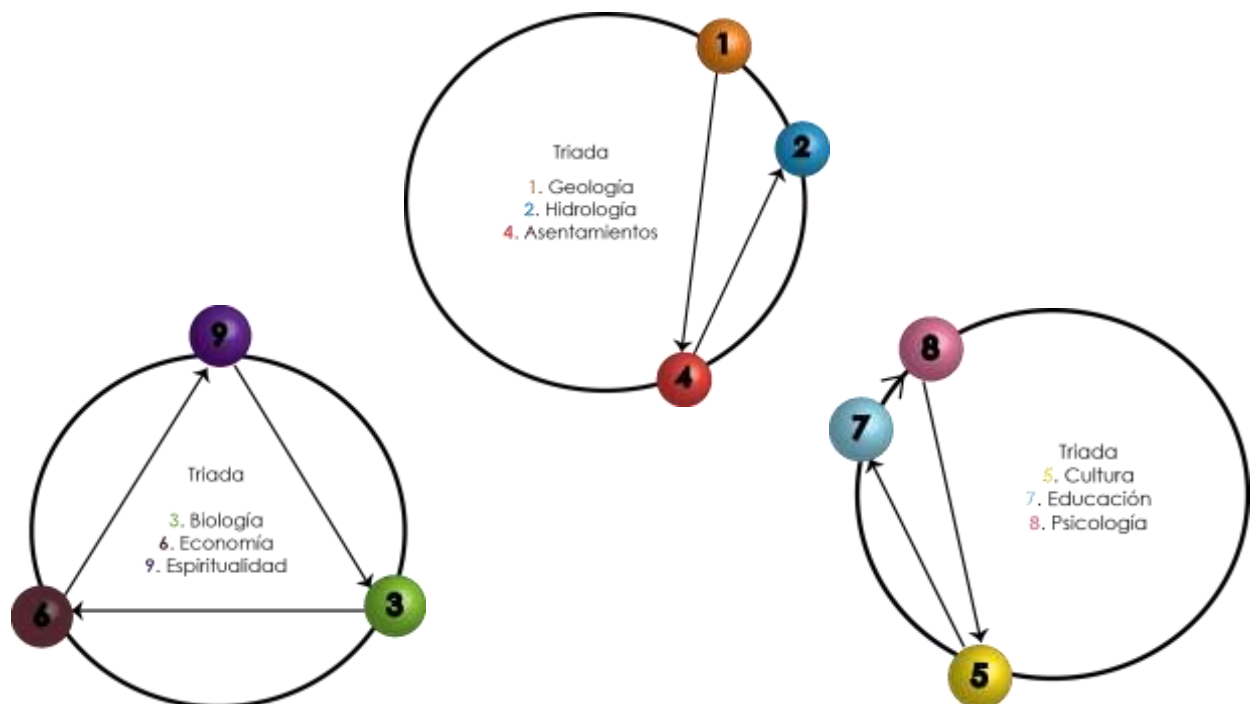 1
2
Triada
1. Geología
2. Hidrología
4. Asentamientos
4
9
Triada
3. Biología
6. Economía
9. Espiritualidad
6
3
8
7
Triada
5. Cultura
7. Educación
8. Psicología
5